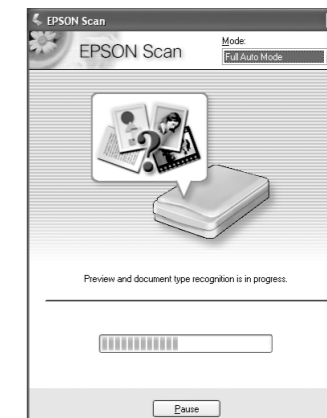 EPSON Scan
EPSON Scan
Mode:
Full Auto Mode
Preview and document type recognition is in progress.
Pause